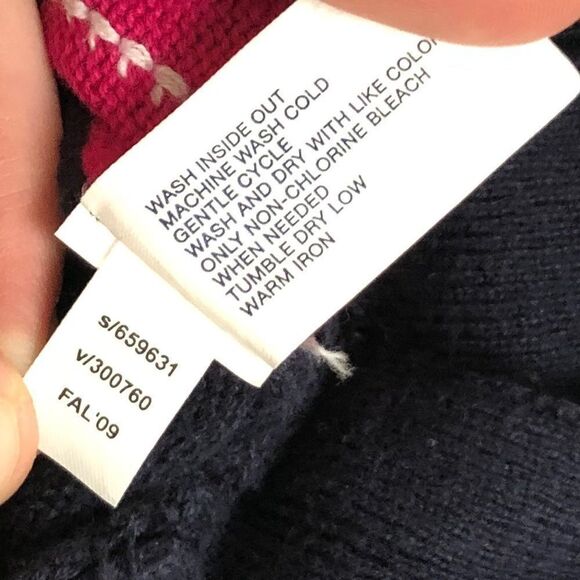 WASH INSIDE OUT
MACHINE WASH COLD
GENTLE CYCLE
WASH AND DRY WITH LIKE COLO
ONLY NON-CHLORINE BLEACH
WHEN NEEDED
TUMBLE DRY LOW
WARM IRON
s/659631
v/300760
FAL'09